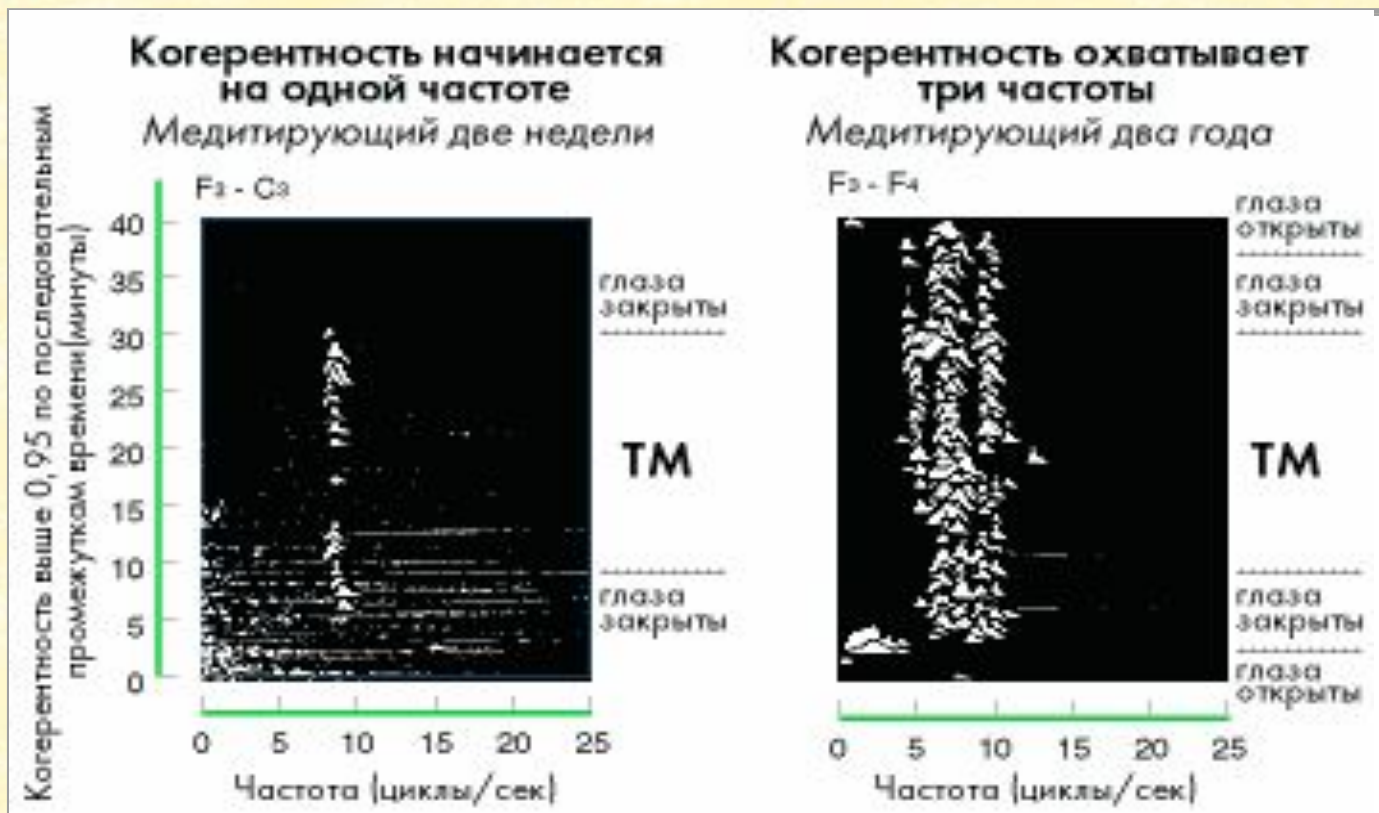 Когерентность начинается
на одной частоте
Медитирующий две недели
Когерентность выше 0,95 по последовательным
промежуткам времени(минуты)
F3 - C3
40
35
30
25
20
15
10
5
0
глаза
закрыты
ТМ
глаза
закрыты
0 5 10 15 20 25
Частота (циклы/сек)
Когерентность охватывает
три частоты
Медитирующий два года
F3 - F4
глаза
открыты
глаза
закрыты
ТМ
глаза
закрыты
глаза
открыты
0 5 10 15 20 25
Частота (циклы/сек)